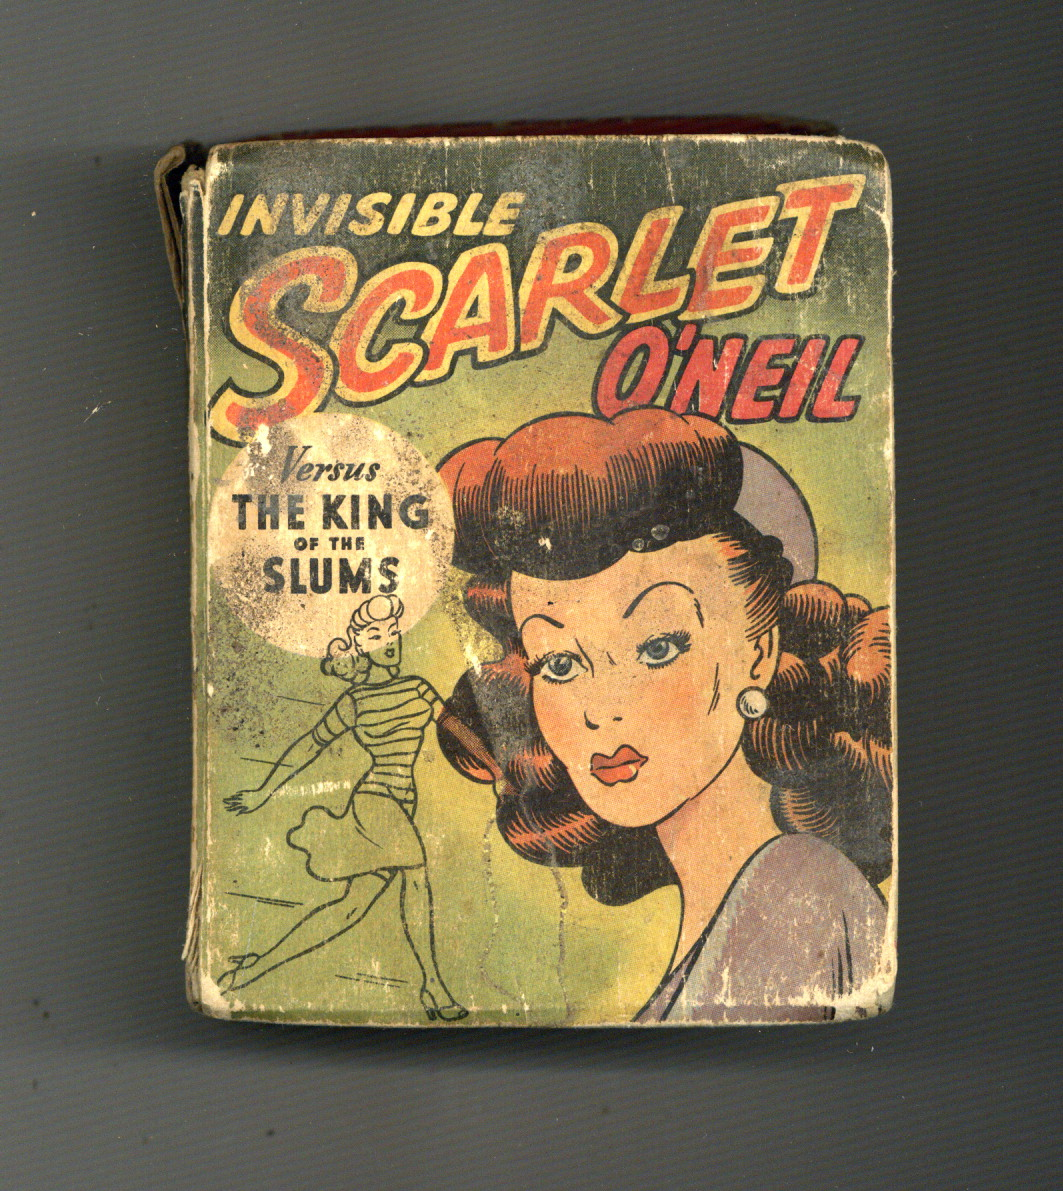 INVISIBLE
SCARLET
O'NEIL
Versus
THE KING
OF THE
SLUMS